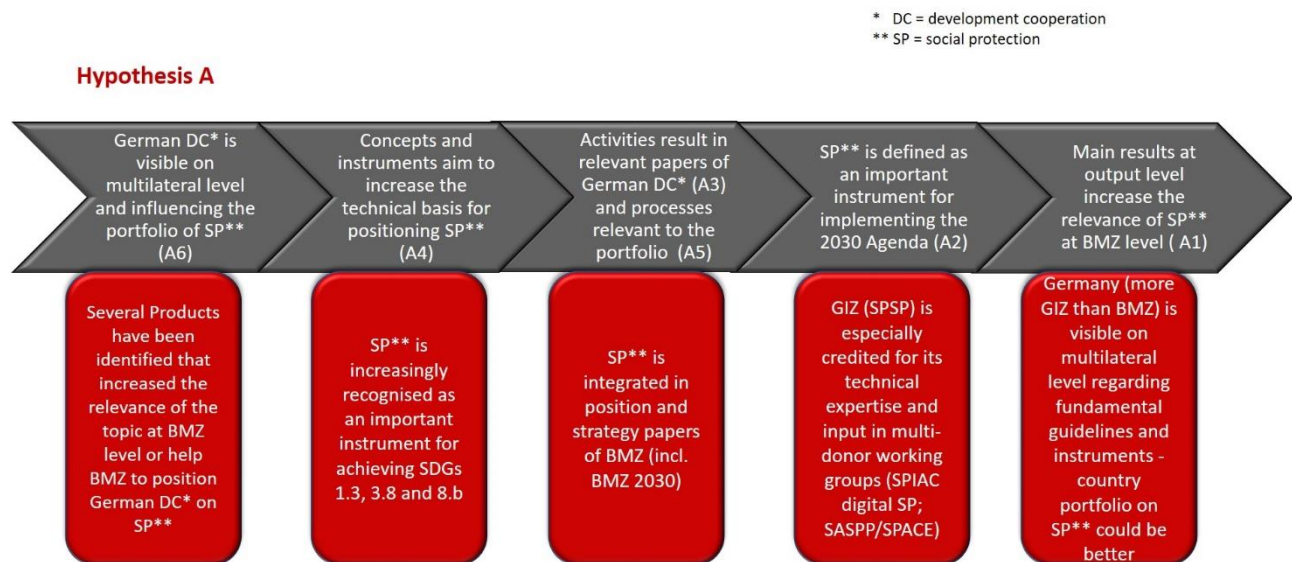 * DC = development cooperation
** SP = social protection
Hypothesis A
German DC* is
visible on
multilateral level
and influencing the
portfolio of SP**
(A6)
Concepts and
instruments aim to
increase the
technical basis for
positioning SP**
(A4)
Activities result in
relevant papers of
German DC* (A3)
and processes
relevant to the
portfolio (A5)
SP** is defined as
an important
instrument for
implementing the
2030 Agenda (A2)
Main results at
output level
increase the
relevance of SP**
at BMZ level ( A1)
Several Products
have been
identified that
increased the
relevance of the
topic at BMZ
level or help
BMZ to position
German DC* on
SP**
SP** is
increasingly
recognised as
an important
instrument for
achieving SDGs
1.3, 3.8 and 8.b
SP** is
integrated in
position and
strategy papers
of BMZ (incl.
BMZ 2030)
GIZ (SPSP) is
especially
credited for its
technical
expertise and
input in multi-
donor working
groups (SPIAC
digital SP;
SASPP/SPACE)
Germany (more
GIZ than BMZ) is
visible on
multilateral
level regarding
fundamental
guidelines and
instruments -
country
portfolio on
SP** could be
better